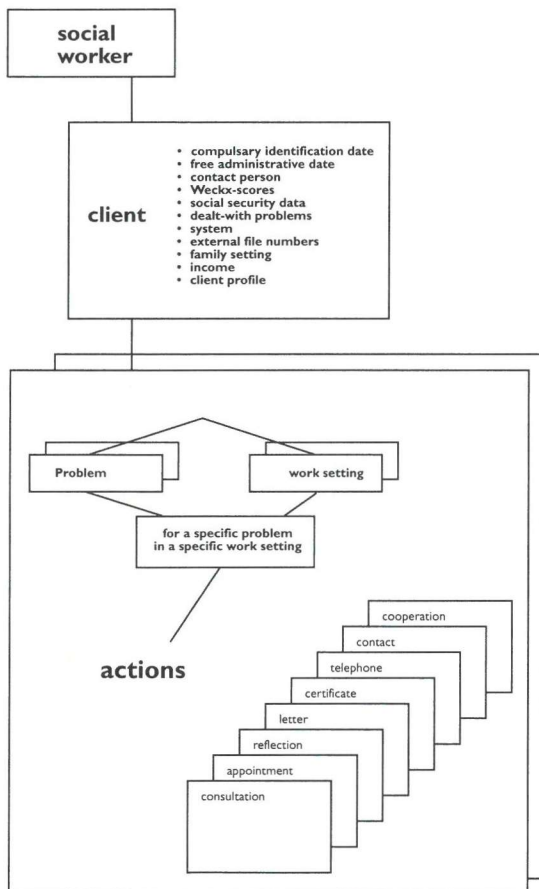 social
worker
client
• compulsary identification date
• free administrative date
• contact person
• Weckx-scores
• social security data
• dealt-with problems
• system
• external file numbers
• family setting
• income
• client profile
Problem
work setting
for a specific problem
in a specific work setting
actions
cooperation
contact
telephone
certificate
letter
reflection
appointment
consultation